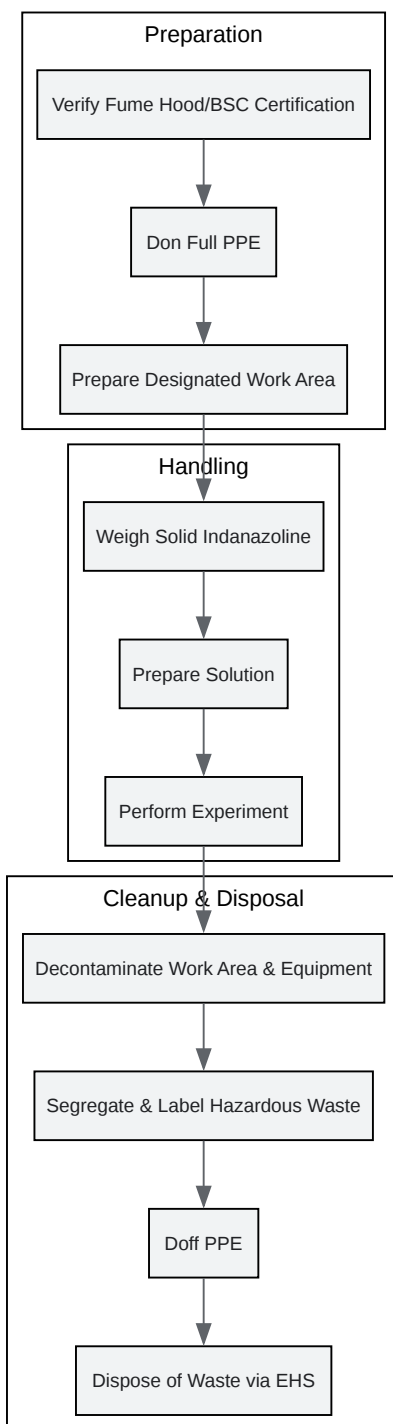 Preparation
Verify Fume Hood/BSC Certification
Don Full PPE
Prepare Designated Work Area
Handling
Weigh Solid Indanazoline
Prepare Solution
Perform Experiment
Cleanup & Disposal
Decontaminate Work Area & Equipment
Segregate & Label Hazardous Waste
Doff PPE
Dispose of Waste via EHS